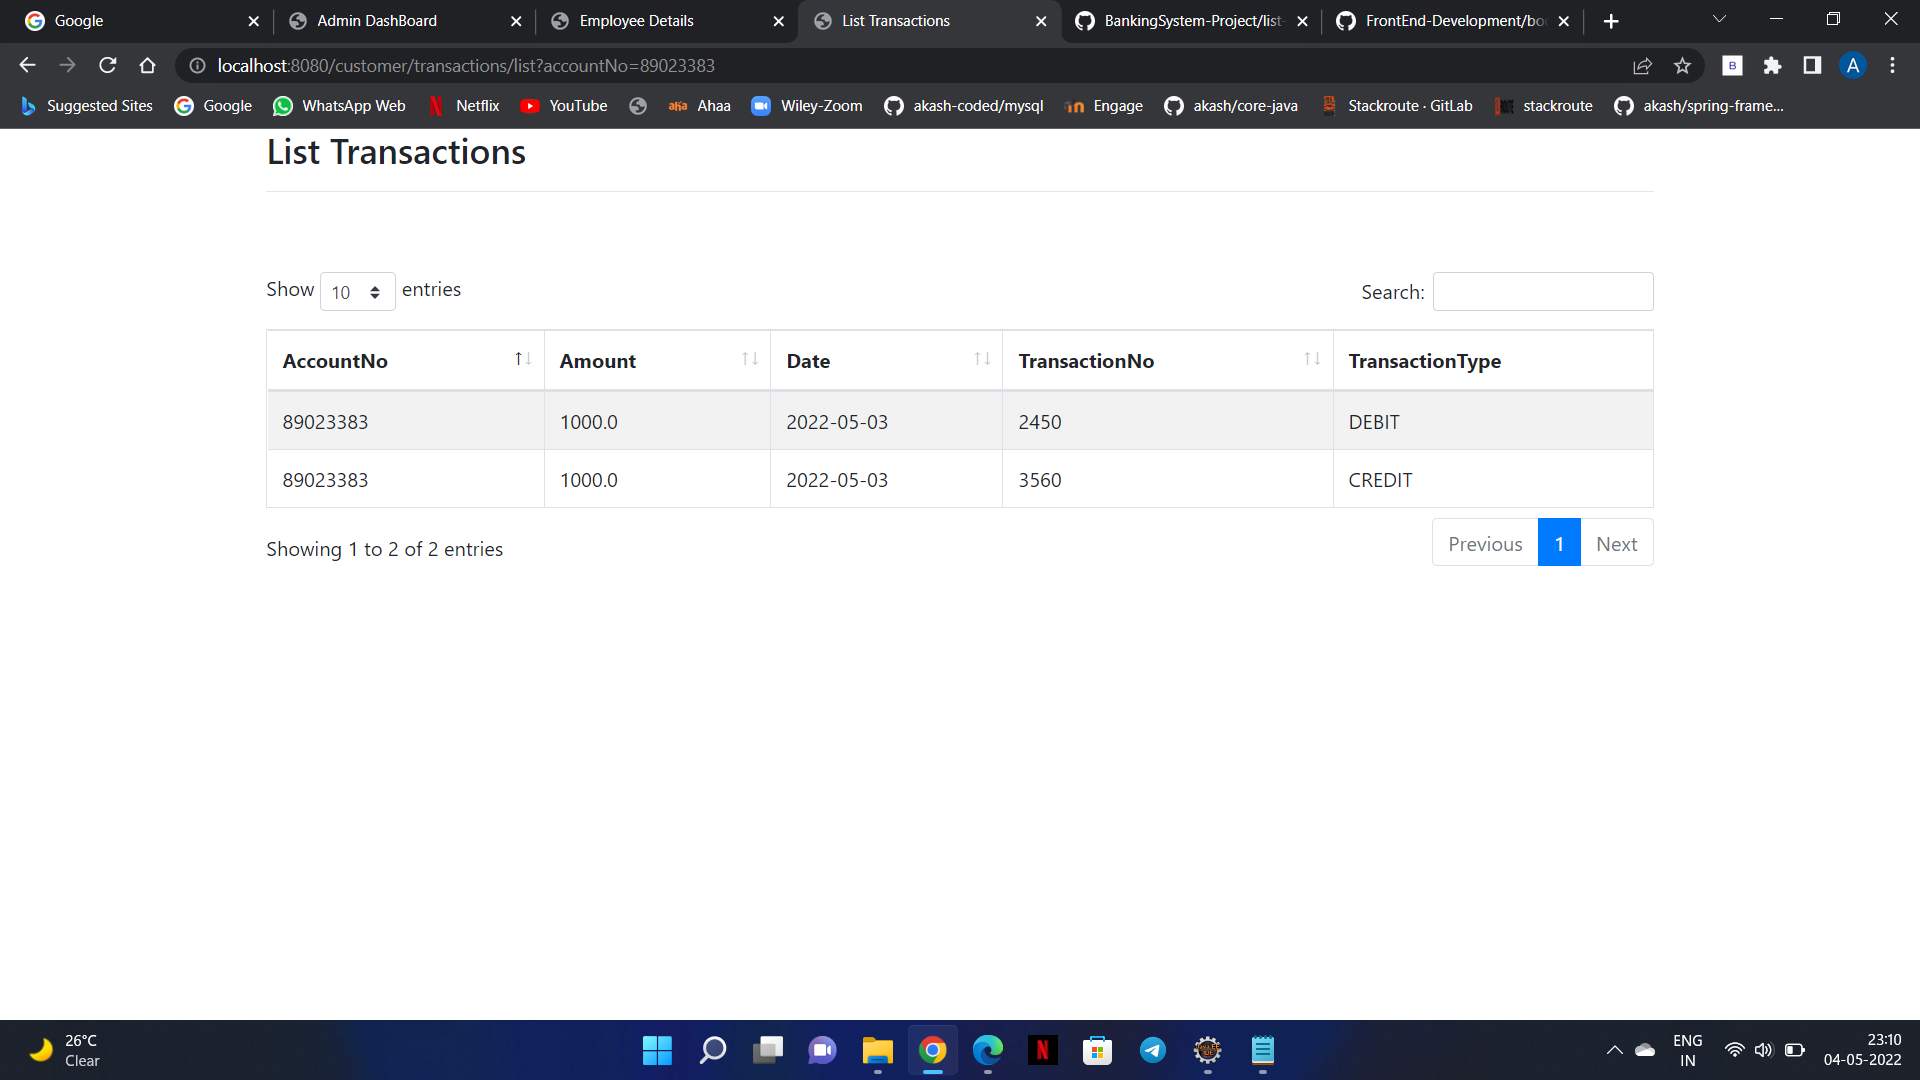 Google
Admin DashBoard
Employee Details
List Transactions
BankingSystem-Project/list-
FrontEnd-Development/boo
localhost:8080/customer/transactions/list?accountNo=89023383
B
A
Suggested Sites
Google
WhatsApp Web
Netflix
YouTube
aha Ahaa
Wiley-Zoom
akash-coded/mysql
Engage
akash/core-java
Stackroute · GitLab
stackroute
akash/spring-frame...
List Transactions
Show 10 entries
Search:
AccountNo Amount Date TransactionNo TransactionType
89023383 1000.0 2022-05-03 2450 DEBIT
89023383 1000.0 2022-05-03 3560 CREDIT
Showing 1 to 2 of 2 entries
Previous 1 Next
26°C
Clear
ENG
IN
23:10
04-05-2022